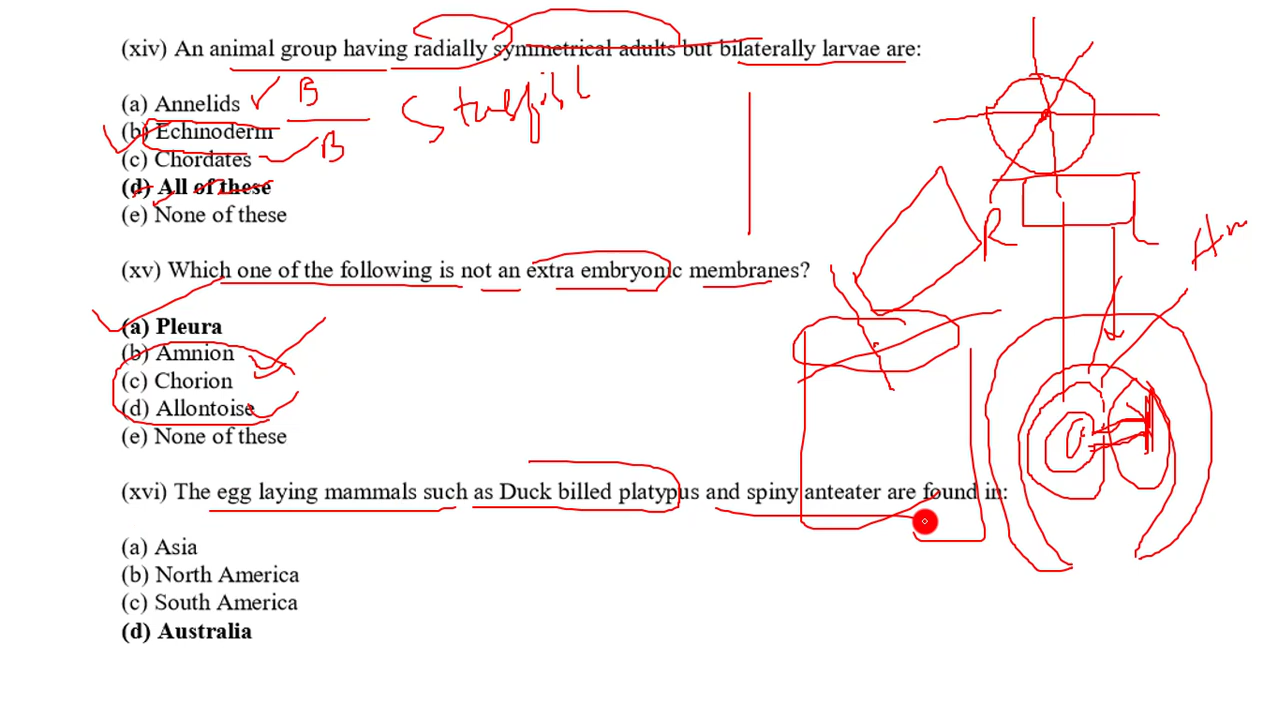 (xiv) An animal group having radially symmetrical adults but bilaterally larvae are:
(a) Annelids B
(b) Echinoderm
(c) Chordates B
(d) All of these
(e) None of these
R
(xv) Which one of the following is not an extra embryonic membranes?
(a) Pleura
(b) Amnion
(c) Chorion
(d) Allontoise
(e) None of these
(xvi) The egg laying mammals such as Duck billed platypus and spiny anteater are found in:
(a) Asia
(b) North America
(c) South America
(d) Australia